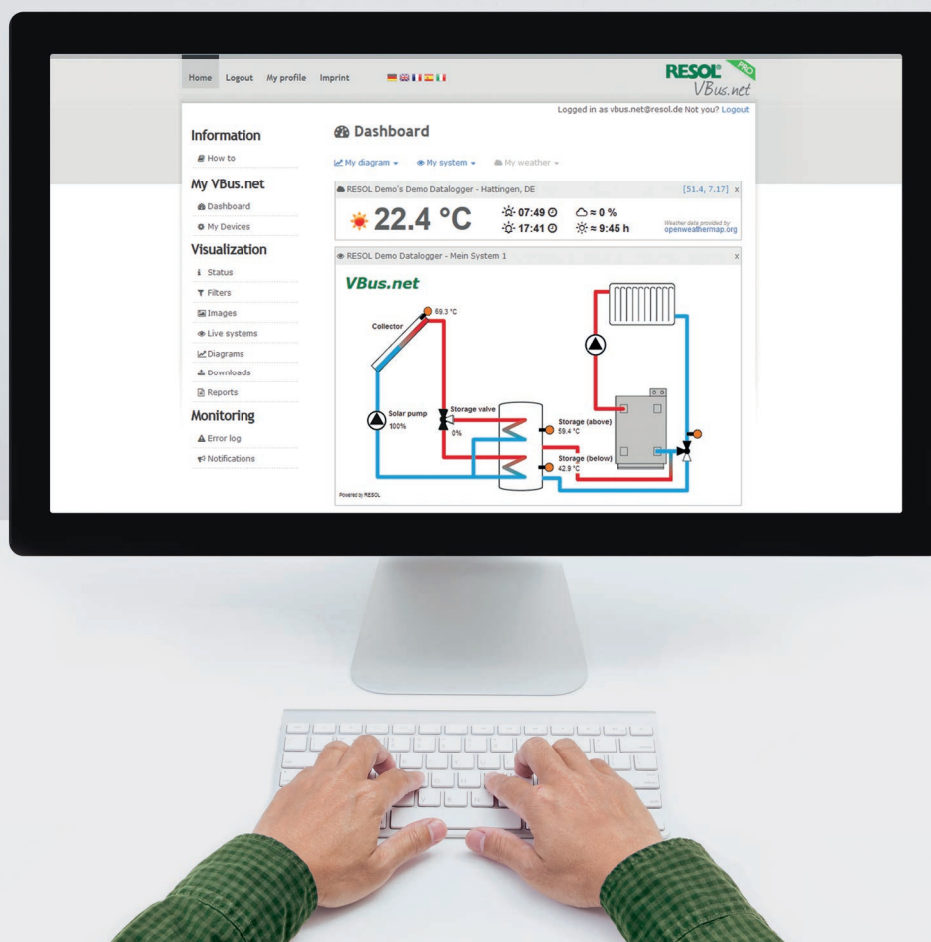 Home Logout My profile Imprint
RESOL® PRO
VBus.net
Logged in as vbus.net@resol.de Not you? Logout
Information
How to
My VBus.net
Dashboard
My Devices
Visualization
Status
Filters
Images
Live systems
Diagrams
Downloads
Reports
Monitoring
Error log
Notifications
Dashboard
My diagram My system My weather
RESOL Demo's Demo Datalogger - Hattingen, DE [51.4, 7.17] x
22.4 °C
07:49
17:41
≈ 0 %
≈ 9:45 h
Weather data provided by
openweathermap.org
RESOL Demo Datalogger - Mein System 1 x
VBus.net
69.3 °C
Collector
Solar pump
100%
Storage valve
0%
Storage (above)
59.4 °C
Storage (below)
42.9 °C
Powered by RESOL